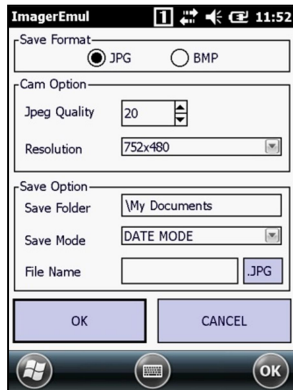 ImagerEmul 1 11:52
Save Format
JPG BMP
Cam Option
Jpeg Quality 20
Resolution 752x480
Save Option
Save Folder \My Documents
Save Mode DATE MODE
File Name .JPG
OK CANCEL
OK